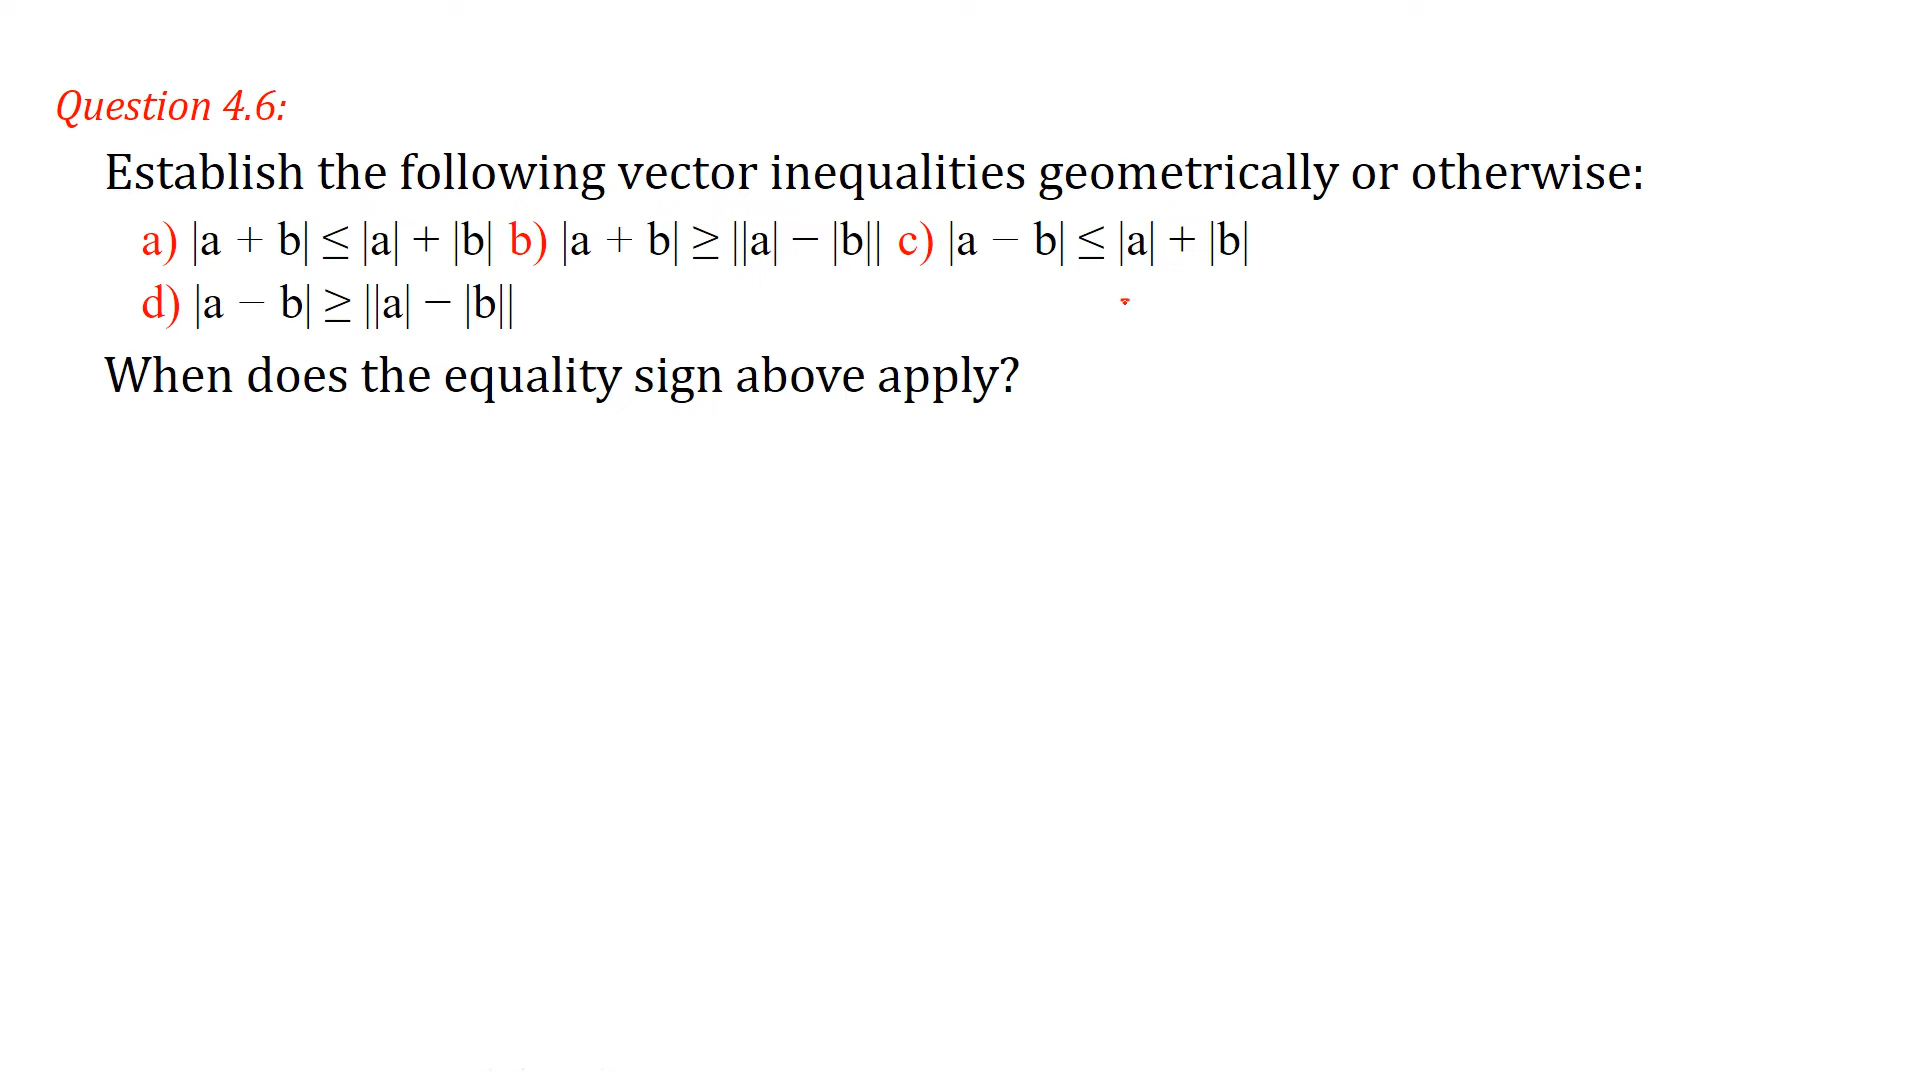 Question 4.6:
Establish the following vector inequalities geometrically or otherwise:
a) |a + b| ≤ |a| + |b| b) |a + b| ≥ ||a| − |b|| c) |a − b| ≤ |a| + |b|
d) |a − b| ≥ ||a| − |b||
When does the equality sign above apply?